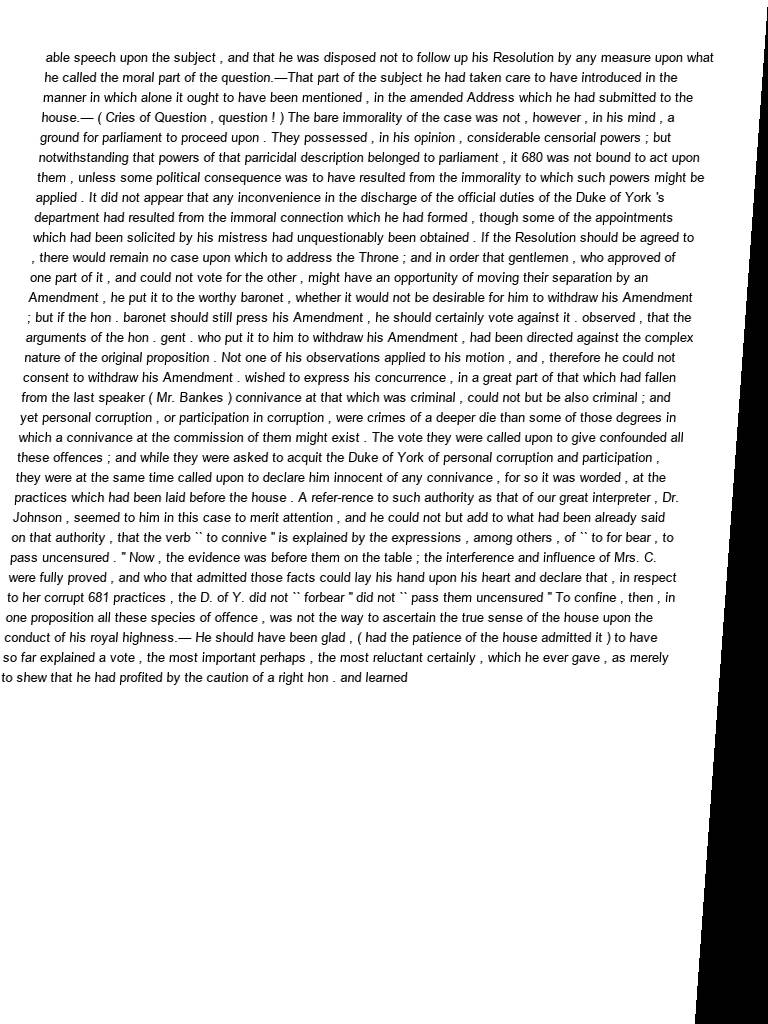 able speech upon the subject , and that he was disposed not to follow up his Resolution by any measure upon what
he called the moral part of the question.—That part of the subject he had taken care to have introduced in the
manner in which alone it ought to have been mentioned , in the amended Address which he had submitted to the
house.— ( Cries of Question , question ! ) The bare immorality of the case was not , however , in his mind , a
ground for parliament to proceed upon . They possessed , in his opinion , considerable censorial powers ; but
notwithstanding that powers of that parricidal description belonged to parliament , it 680 was not bound to act upon
them , unless some political consequence was to have resulted from the immorality to which such powers might be
applied . It did not appear that any inconvenience in the discharge of the official duties of the Duke of York 's
department had resulted from the immoral connection which he had formed , though some of the appointments
which had been solicited by his mistress had unquestionably been obtained . If the Resolution should be agreed to
, there would remain no case upon which to address the Throne ; and in order that gentlemen , who approved of
one part of it , and could not vote for the other , might have an opportunity of moving their separation by an
Amendment , he put it to the worthy baronet , whether it would not be desirable for him to withdraw his Amendment
; but if the hon . baronet should still press his Amendment , he should certainly vote against it . observed , that the
arguments of the hon . gent . who put it to him to withdraw his Amendment , had been directed against the complex
nature of the original proposition . Not one of his observations applied to his motion , and , therefore he could not
consent to withdraw his Amendment . wished to express his concurrence , in a great part of that which had fallen
from the last speaker ( Mr. Bankes ) connivance at that which was criminal , could not but be also criminal ; and
yet personal corruption , or participation in corruption , were crimes of a deeper die than some of those degrees in
which a connivance at the commission of them might exist . The vote they were called upon to give confounded all
these offences ; and while they were asked to acquit the Duke of York of personal corruption and participation ,
they were at the same time called upon to declare him innocent of any connivance , for so it was worded , at the
practices which had been laid before the house . A refer-rence to such authority as that of our great interpreter , Dr.
Johnson , seemed to him in this case to merit attention , and he could not but add to what had been already said
on that authority , that the verb `` to connive " is explained by the expressions , among others , of `` to for bear , to
pass uncensured . " Now , the evidence was before them on the table ; the interference and influence of Mrs. C.
were fully proved , and who that admitted those facts could lay his hand upon his heart and declare that , in respect
to her corrupt 681 practices , the D. of Y. did not `` forbear " did not `` pass them uncensured " To confine , then , in
one proposition all these species of offence , was not the way to ascertain the true sense of the house upon the
conduct of his royal highness.— He should have been glad , ( had the patience of the house admitted it ) to have
so far explained a vote , the most important perhaps , the most reluctant certainly , which he ever gave , as merely
to shew that he had profited by the caution of a right hon . and learned